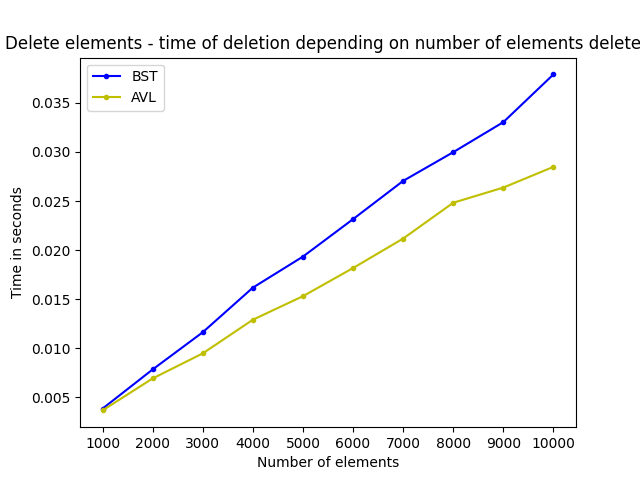 Delete elements - time of deletion depending on number of elements delete
BST
AVL
0.035
0.030
0.025
0.020
0.015
0.010
0.005
Time in seconds
1000 2000 3000 4000 5000 6000 7000 8000 9000 10000
Number of elements